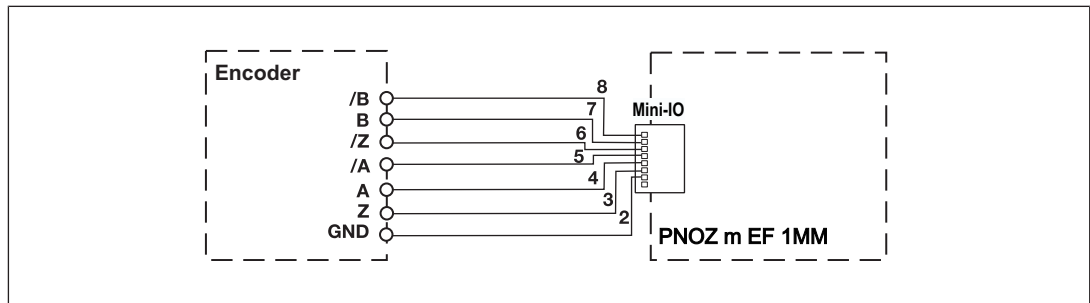 Encoder
/B
B
/Z
/A
A
Z
GND
8
7
6
5
4
3
2
Mini-IO
PNOZ m EF 1MM